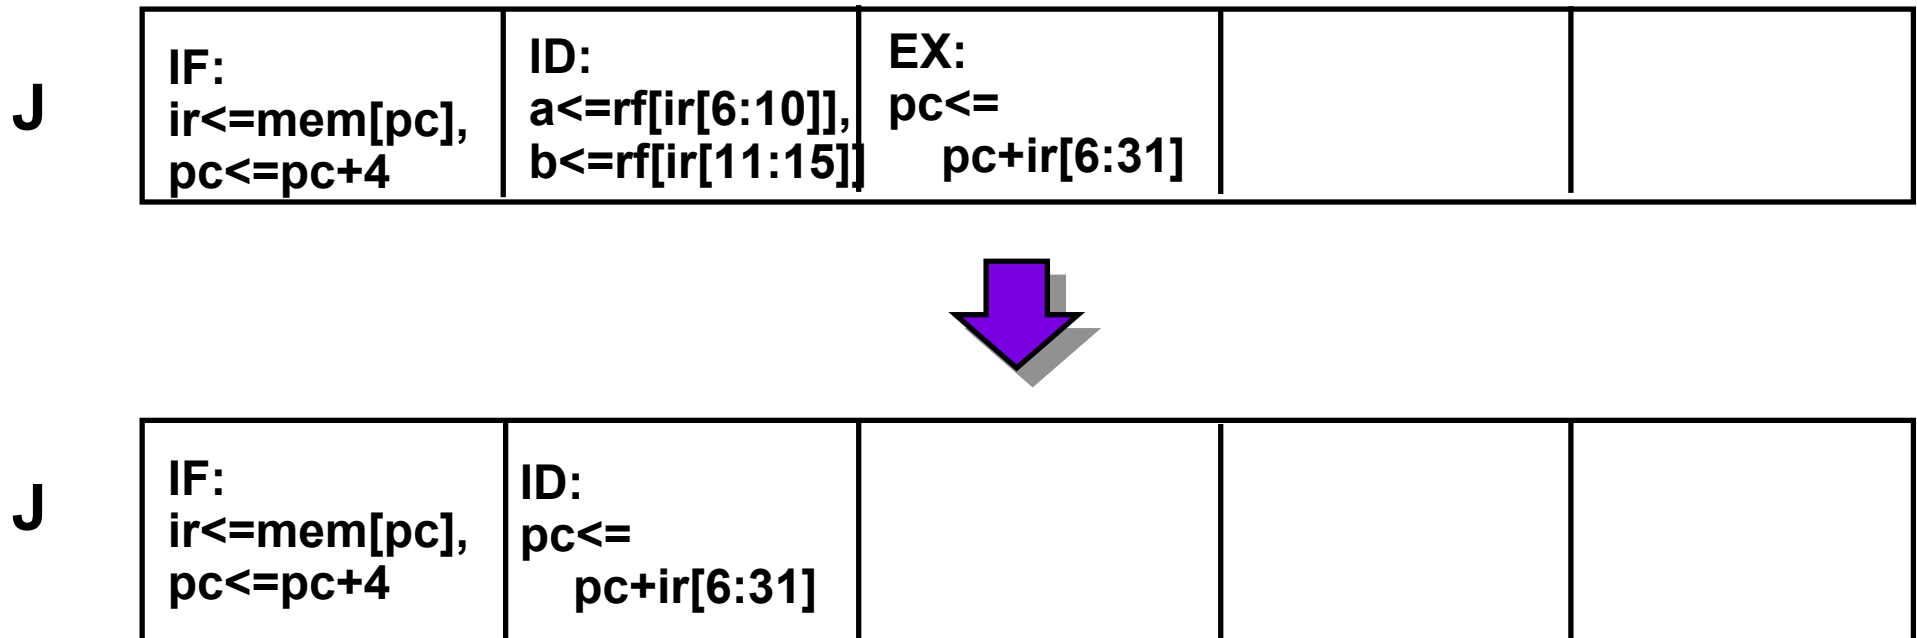 J
IF:
ir<=mem[pc],
pc<=pc+4
ID:
a<=rf[ir[6:10]],
b<=rf[ir[11:15]]
EX:
pc<=
pc+ir[6:31]
J
IF:
ir<=mem[pc],
pc<=pc+4
ID:
pc<=
pc+ir[6:31]